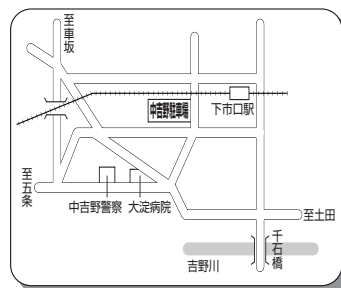 至車坂
中吉野駐車場
下市口駅
至五条
中吉野警察
大淀病院
至土田
千石橋
吉野川